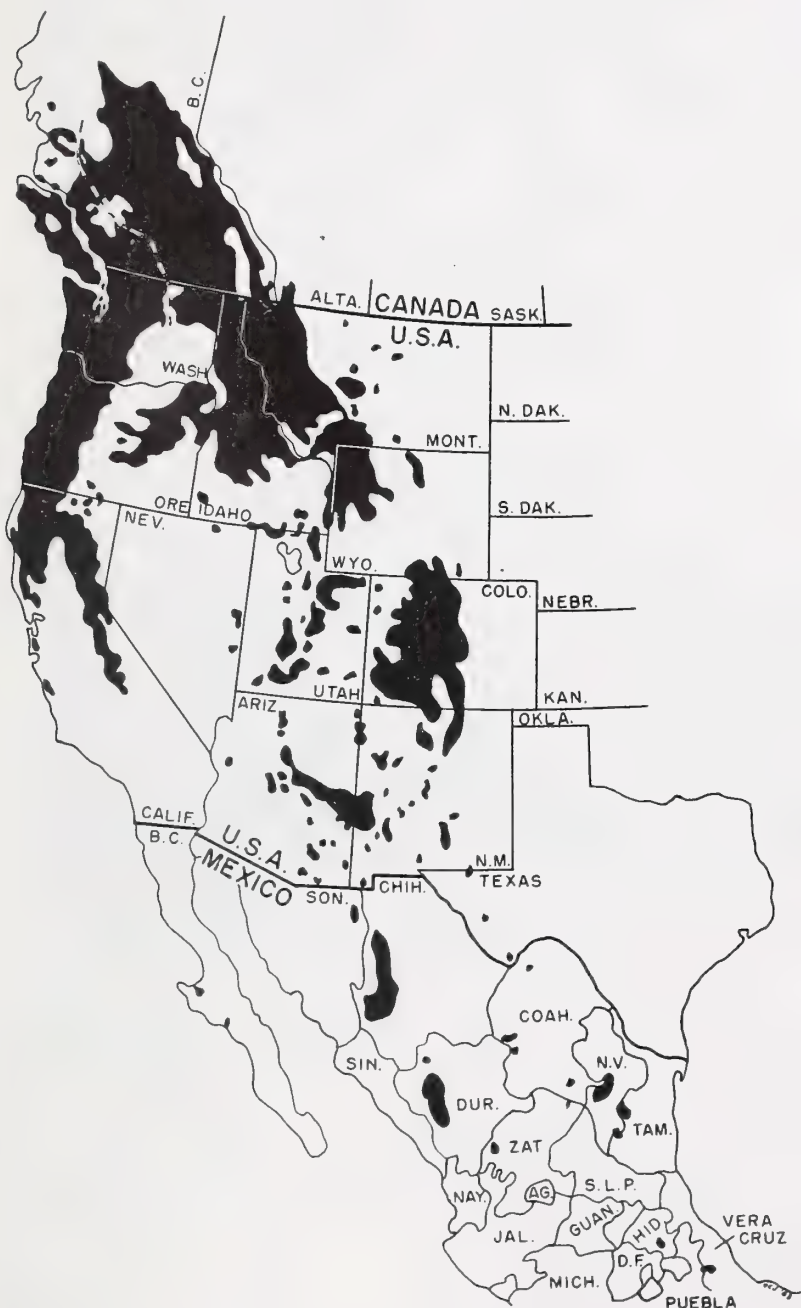 B.C.
ALTA.
CANADA
SASK.
U.S.A.
WASH
N. DAK.
MONT.
ORE
IDAHO
S. DAK.
NEV.
WYO.
COLO.
NEBR.
UTAH
KAN.
ARIZ
OKLA.
CALIF.
B.C.
U.S.A.
MEXICO
N.M.
TEXAS
SON.
CHIH.
COAH.
SIN.
N.V.
DUR.
TAM.
ZAT
NAY.
AG.
S.L.P.
GUAN.
HID
VERA
CRUZ
JAL.
D.F.
MICH.
PUEBLA